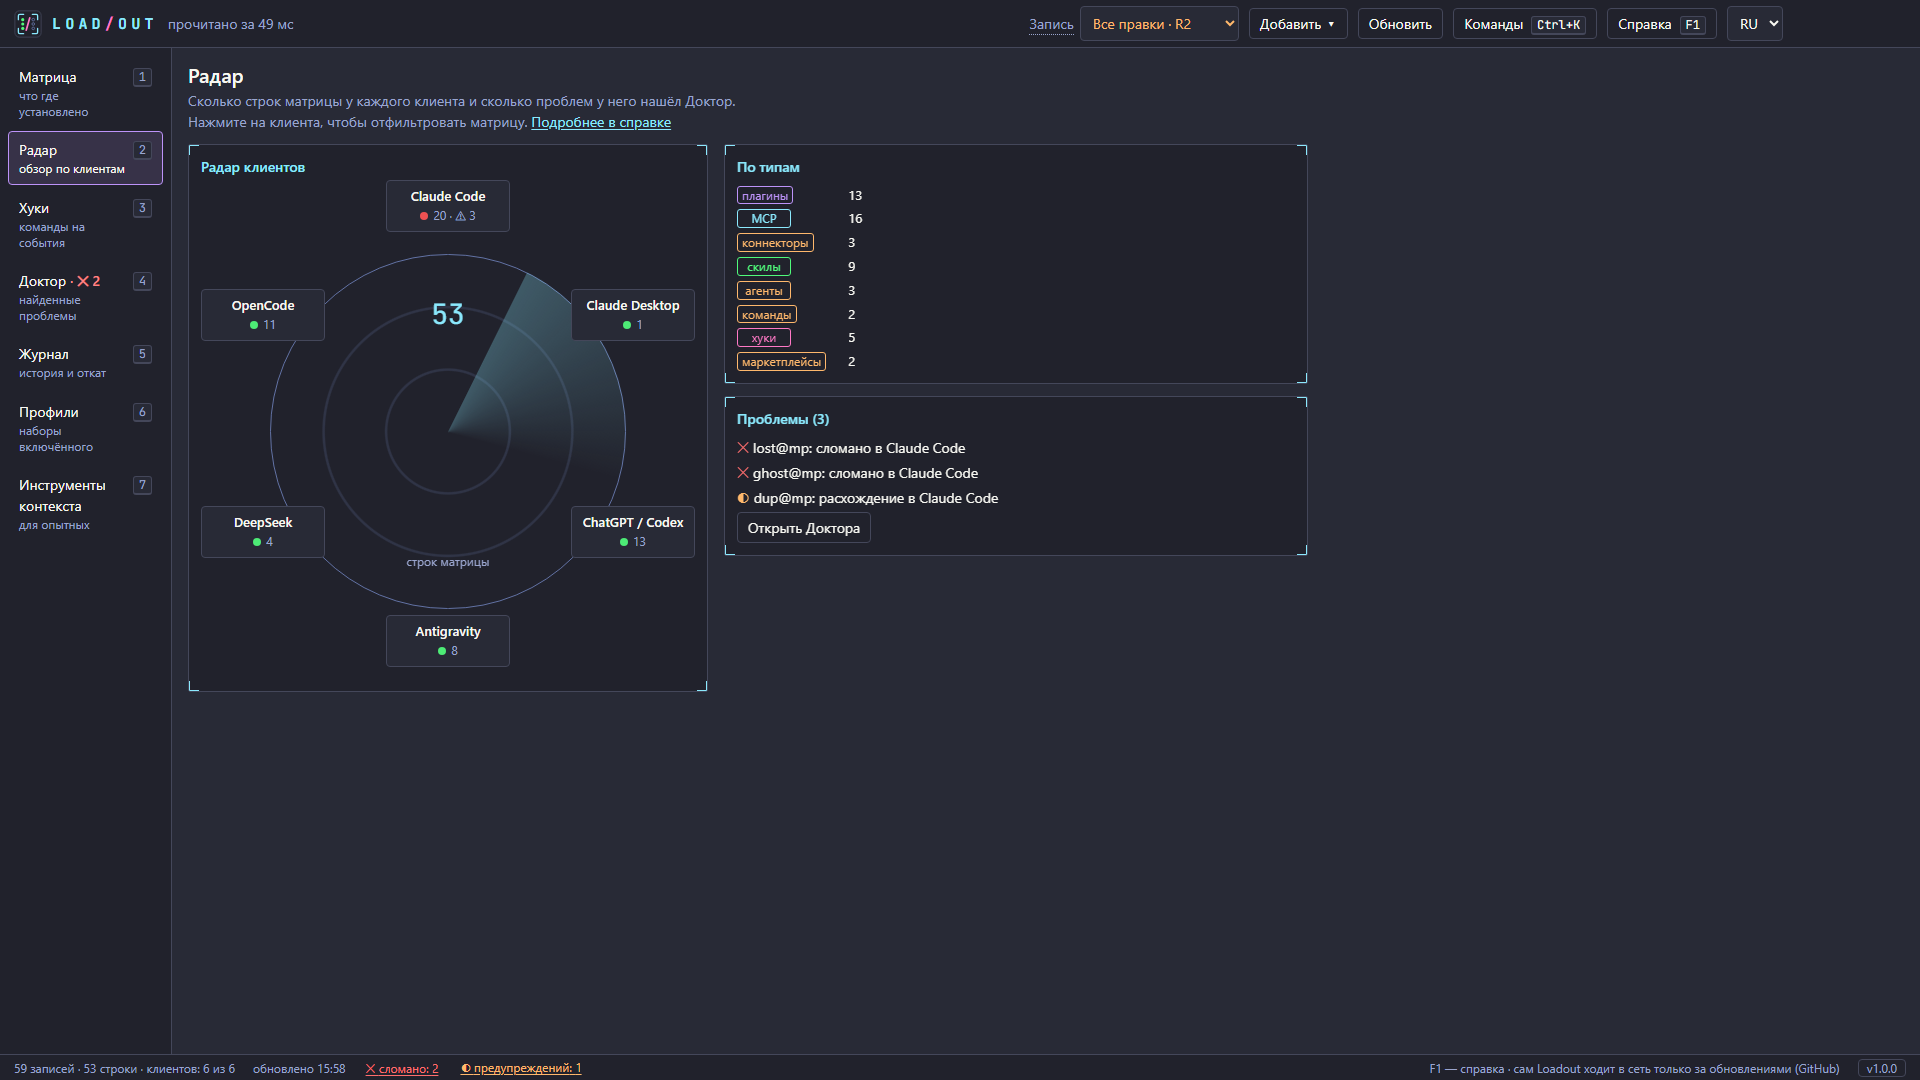 LOAD/OUT прочитано за 49 мс
Запись Все правки · R2 Добавить ▾ Обновить Команды Ctrl+K Справка F1 RU
Матрица 1
что где
установлено
Радар 2
обзор по клиентам
Хуки 3
команды на
события
Доктор · ✕ 2 4
найденные
проблемы
Журнал 5
история и откат
Профили 6
наборы
включённого
Инструменты 7
контекста
для опытных
Радар
Сколько строк матрицы у каждого клиента и сколько проблем у него нашёл Доктор.
Нажмите на клиента, чтобы отфильтровать матрицу. Подробнее в справке
Радар клиентов
Claude Code
20 · ⚠ 3
OpenCode
11
53
Claude Desktop
1
DeepSeek
4
ChatGPT / Codex
13
строк матрицы
Antigravity
8
По типам
плагины 13
MCP 16
коннекторы 3
скилы 9
агенты 3
команды 2
хуки 5
маркетплейсы 2
Проблемы (3)
✕ lost@mp: сломано в Claude Code
✕ ghost@mp: сломано в Claude Code
◐ dup@mp: расхождение в Claude Code
Открыть Доктора
59 записей · 53 строки · клиентов: 6 из 6 обновлено 15:58 ✕ сломано: 2 ◐ предупреждений: 1
F1 — справка · сам Loadout ходит в сеть только за обновлениями (GitHub) v1.0.0